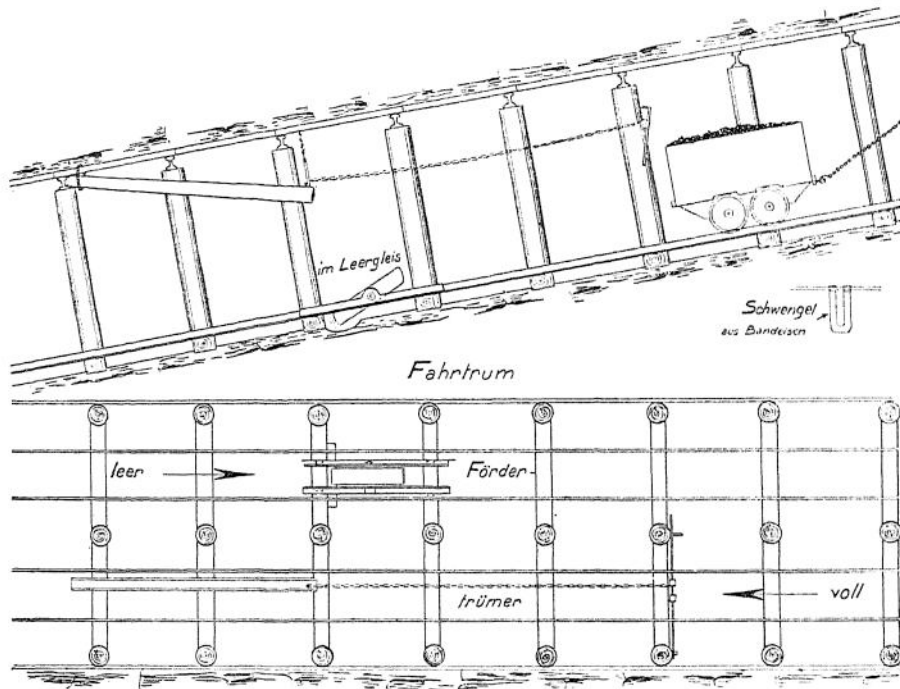 im Leergleis
Schwengel
aus Bandeisen
Fahrtrum
leer
Förder-
trümer
voll